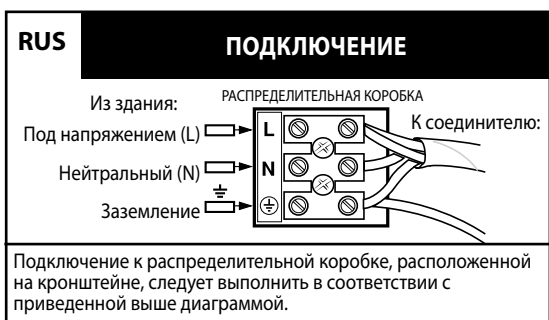 RUS
ПОДКЛЮЧЕНИЕ
РАСПРЕДЕЛИТЕЛЬНАЯ КОРОБКА
Из здания:
К соединителю:
Под напряжением (L)
L
Нейтральный (N)
N
Заземление
Подключение к распределительной коробке, расположенной
на кронштейне, следует выполнить в соответствии с
приведенной выше диаграммой.